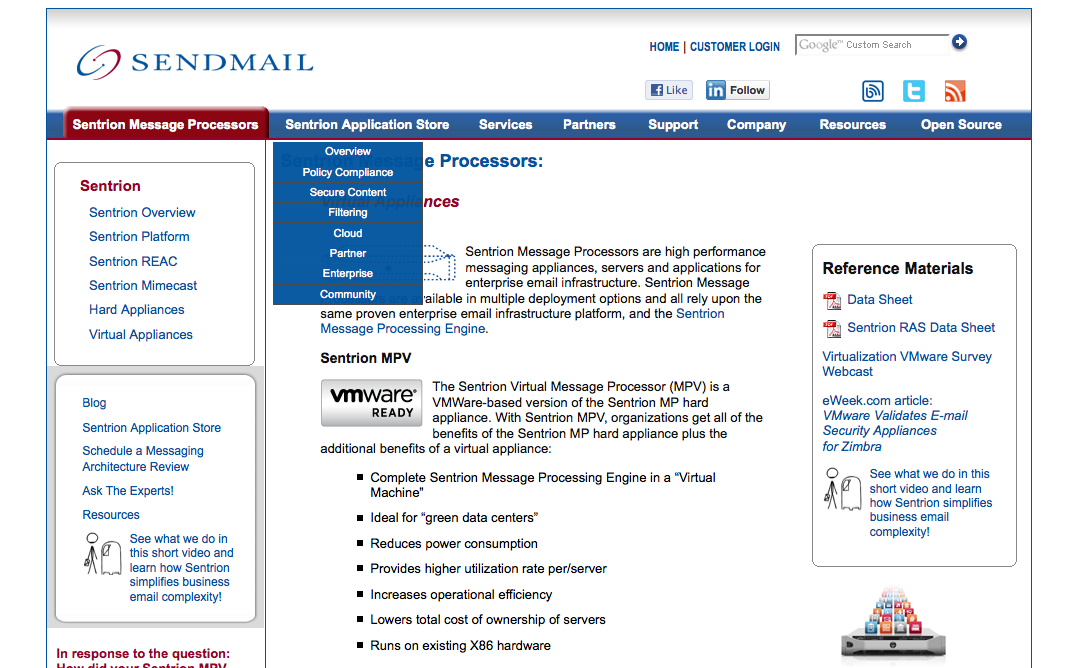 SENDMAIL
HOME | CUSTOMER LOGIN
Google™ Custom Search
Like
in Follow
Sentrion Message Processors
Sentrion Application Store
Services
Partners
Support
Company
Resources
Open Source
Overview
Policy Compliance
Secure Content
Filtering
Cloud
Partner
Enterprise
Community
Sentrion
Sentrion Overview
Sentrion Platform
Sentrion REAC
Sentrion Mimecast
Hard Appliances
Virtual Appliances
Blog
Sentrion Application Store
Schedule a Messaging
Architecture Review
Ask The Experts!
Resources
See what we do in
this short video and
learn how Sentrion
simplifies business
email complexity!
In response to the question:
How did your Sentrion MPV
Sentrion Message Processors:
Virtual Appliances
Sentrion Message Processors are high performance
messaging appliances, servers and applications for
enterprise email infrastructure. Sentrion Message
are available in multiple deployment options and all rely upon the
same proven enterprise email infrastructure platform, and the Sentrion
Message Processing Engine.
Sentrion MPV
vmware®
READY
The Sentrion Virtual Message Processor (MPV) is a
VMWare-based version of the Sentrion MP hard
appliance. With Sentrion MPV, organizations get all of the
benefits of the Sentrion MP hard appliance plus the
additional benefits of a virtual appliance:
Complete Sentrion Message Processing Engine in a “Virtual
Machine”
Ideal for “green data centers”
Reduces power consumption
Provides higher utilization rate per/server
Increases operational efficiency
Lowers total cost of ownership of servers
Runs on existing X86 hardware
Reference Materials
Data Sheet
Sentrion RAS Data Sheet
Virtualization VMware Survey
Webcast
eWeek.com article:
VMware Validates E-mail
Security Appliances
for Zimbra
See what we do in this
short video and learn
how Sentrion simplifies
business email
complexity!